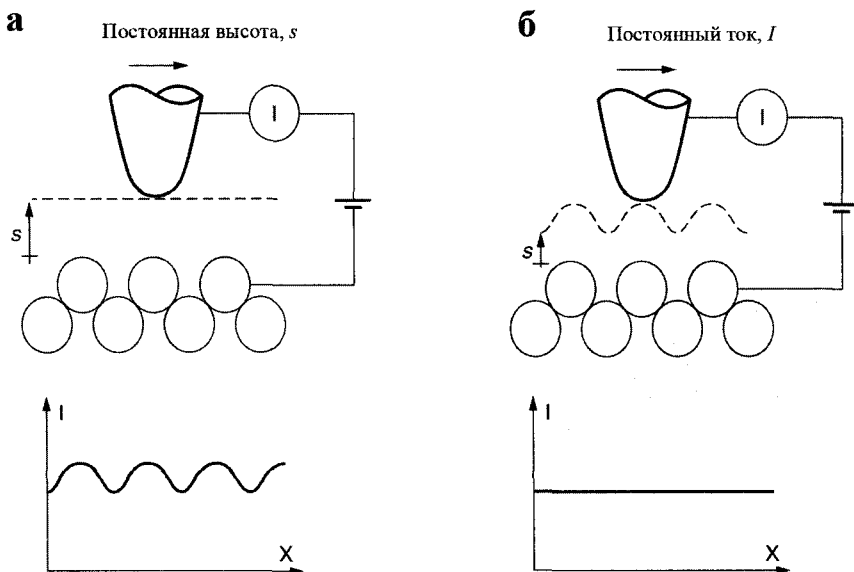 а
Постоянная высота, s
I
s
I
X
б
Постоянный ток, I
I
s
I
X